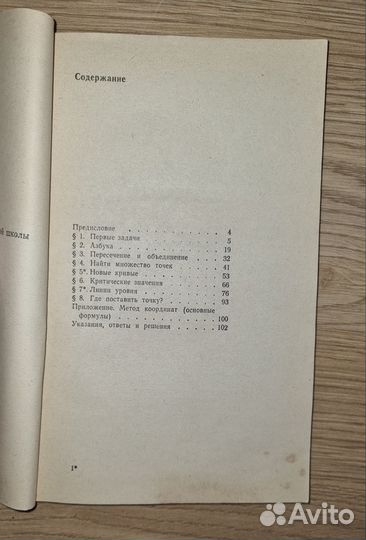 Содержание
й школы
Предисловие . . . . . . . . . 4
§ 1. Первые задачи . . . . . . . . 5
§ 2. Азбука . . . . . . . . . 19
§ 3. Пересечение и объединение . . . . 32
§ 4. Найти множество точек . . . . . 41
§ 5*. Новые кривые . . . . . . . 53
§ 6. Критические значения . . . . . 66
§ 7*. Линии уровня . . . . . . . 76
§ 8. Где поставить точку? . . . . . 93
Приложение. Метод координат (основные
формулы) . . . . . . . . . 100
Указания, ответы и решения . . . . 102
1*
Avito